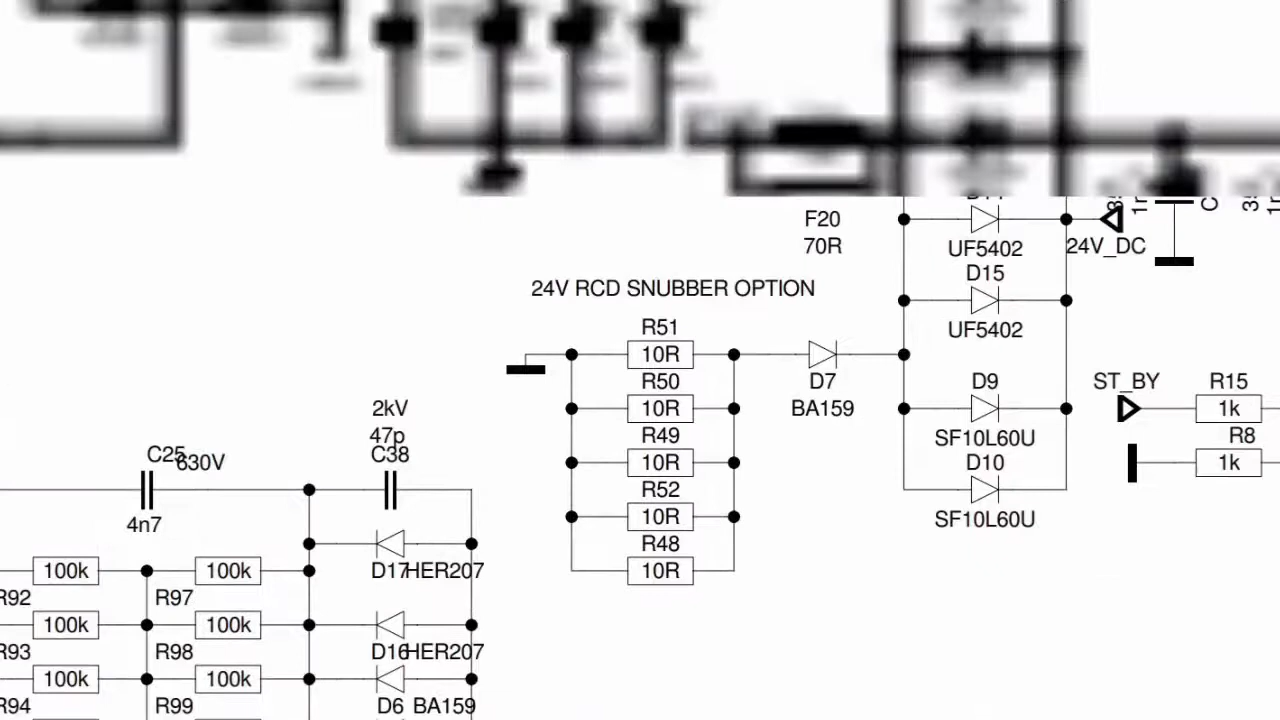 F20
70R
UF5402
24V_DC
D15
UF5402
24V RCD SNUBBER OPTION
R51
10R
R50
10R
R49
10R
R52
10R
R48
10R
D7
BA159
D9
SF10L60U
D10
SF10L60U
ST_BY
R15
1k
R8
1k
2kV
47p
C38
C25
630V
4n7
D17
HER207
100k
100k
R92
R97
100k
100k
D16
HER207
R93
R98
100k
100k
D6
BA159
R94
R99